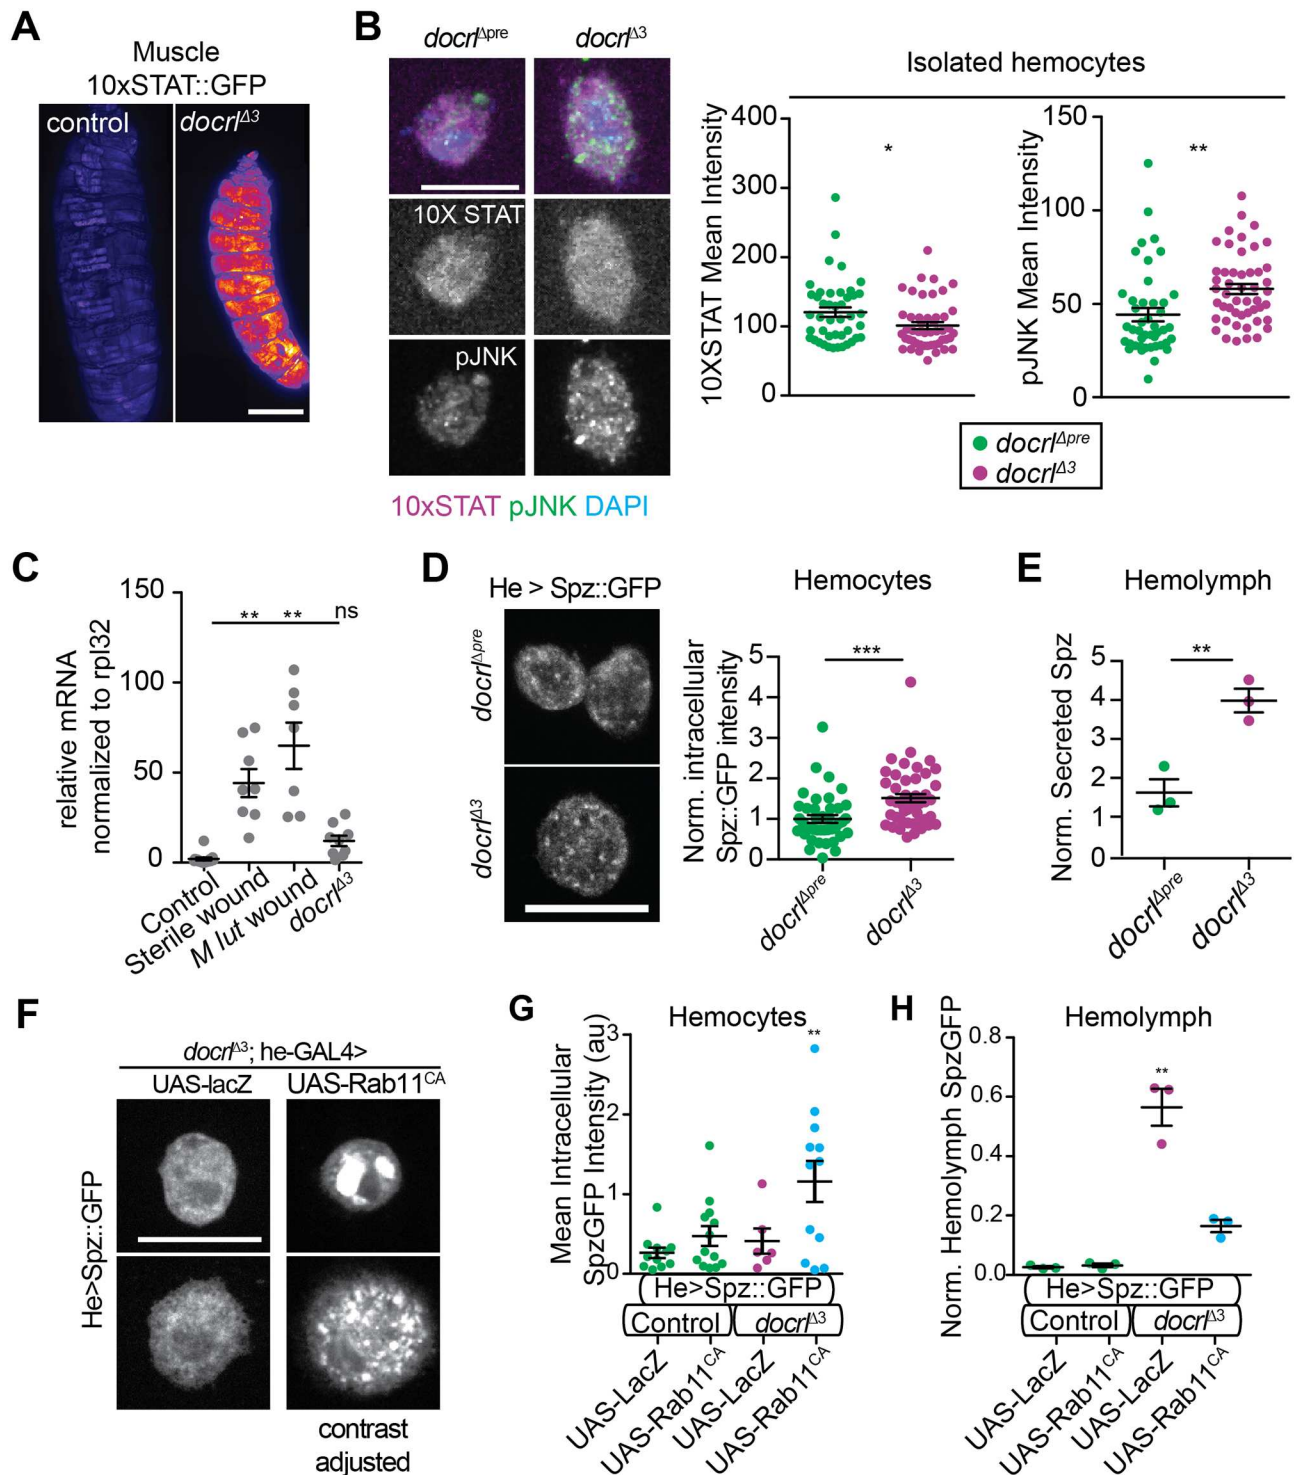 A
Muscle
10xSTAT::GFP
control
docrlΔ3
B
docrlΔpre
docrlΔ3
10X STAT
pJNK
10xSTAT pJNK DAPI
Isolated hemocytes
10XSTAT Mean Intensity
400
300
200
100
0
*
pJNK Mean Intensity
150
100
50
0
**
docrlΔpre
docrlΔ3
C
relative mRNA
normalized to rpl32
150
100
50
0
** ** ns
Control
Sterile wound
M lut wound
docrlΔ3
D
He > Spz::GFP
docrlΔpre
docrlΔ3
Hemocytes
Norm. intracellular
Spz::GFP intensity
5
4
3
2
1
0
***
docrlΔpre
docrlΔ3
E
Hemolymph
Norm. Secreted Spz
5
4
3
2
1
0
**
docrlΔpre
docrlΔ3
F
docrlΔ3; he-GAL4>
UAS-lacZ
UAS-Rab11CA
He>Spz::GFP
contrast
adjusted
G
Hemocytes
Mean Intracellular
SpzGFP Intensity (au)
3
2
1
0
**
He>Spz::GFP
Control
docrlΔ3
UAS-LacZ
UAS-Rab11CA
UAS-LacZ
UAS-Rab11CA
H
Hemolymph
Norm. Hemolymph SpzGFP
0.8
0.6
0.4
0.2
0.0
**
He>Spz::GFP
Control
docrlΔ3
UAS-LacZ
UAS-Rab11CA
UAS-LacZ
UAS-Rab11CA